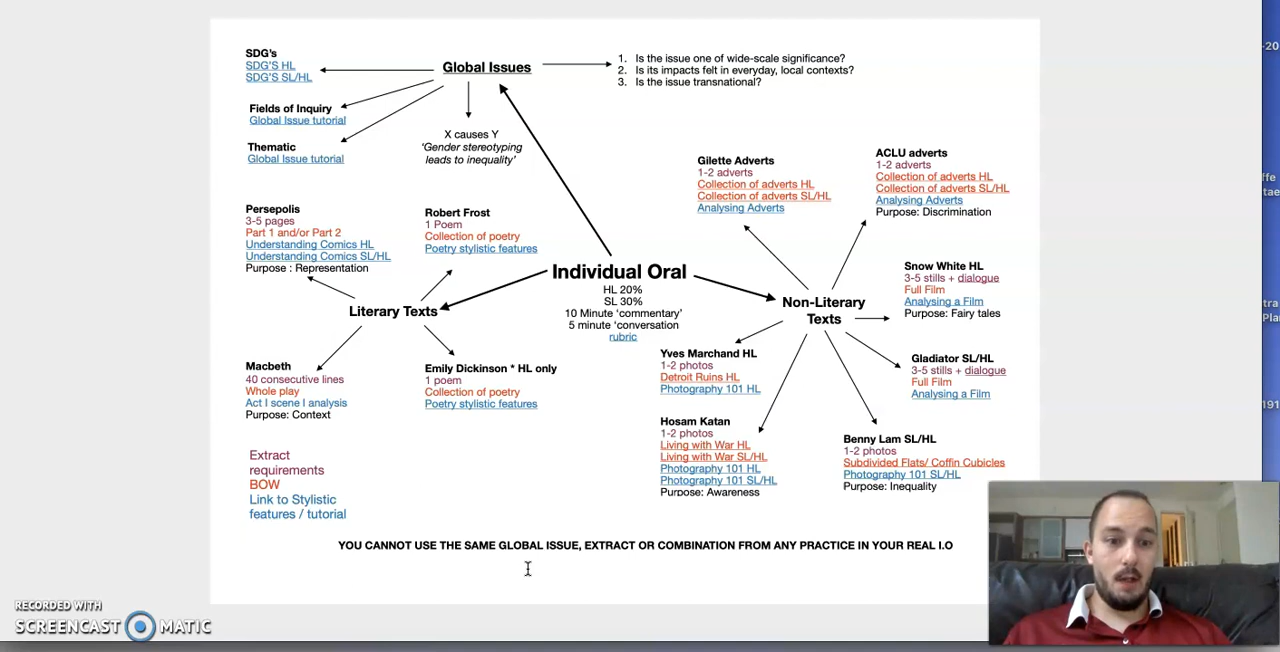 SDG's
SDG'S HL
SDG'S SL/HL
Global Issues
1. Is the issue one of wide-scale significance?
2. Is its impacts felt in everyday, local contexts?
3. Is the issue transnational?
Fields of Inquiry
Global Issue tutorial
Thematic
Global Issue tutorial
X causes Y
'Gender stereotyping
leads to inequality'
Gilette Adverts
1-2 adverts
Collection of adverts HL
Collection of adverts SL/HL
Analysing Adverts
ACLU adverts
1-2 adverts
Collection of adverts HL
Collection of adverts SL/HL
Analysing Adverts
Purpose: Discrimination
Persepolis
3-5 pages
Part 1 and/or Part 2
Understanding Comics HL
Understanding Comics SL/HL
Purpose : Representation
Robert Frost
1 Poem
Collection of poetry
Poetry stylistic features
Individual Oral
HL 20%
SL 30%
10 Minute 'commentary'
5 minute 'conversation
rubric
Literary Texts
Non-Literary
Texts
Snow White HL
3-5 stills + dialogue
Full Film
Analysing a Film
Purpose: Fairy tales
Macbeth
40 consecutive lines
Whole play
Act I scene I analysis
Purpose: Context
Emily Dickinson * HL only
1 poem
Collection of poetry
Poetry stylistic features
Yves Marchand HL
1-2 photos
Detroit Ruins HL
Photography 101 HL
Gladiator SL/HL
3-5 stills + dialogue
Full Film
Analysing a Film
Hosam Katan
1-2 photos
Living with War HL
Living with War SL/HL
Photography 101 HL
Photography 101 SL/HL
Purpose: Awareness
Benny Lam SL/HL
1-2 photos
Subdivided Flats/ Coffin Cubicles
Photography 101 SL/HL
Purpose: Inequality
Extract
requirements
BOW
Link to Stylistic
features / tutorial
YOU CANNOT USE THE SAME GLOBAL ISSUE, EXTRACT OR COMBINATION FROM ANY PRACTICE IN YOUR REAL I.O
RECORDED WITH
SCREENCAST MATIC